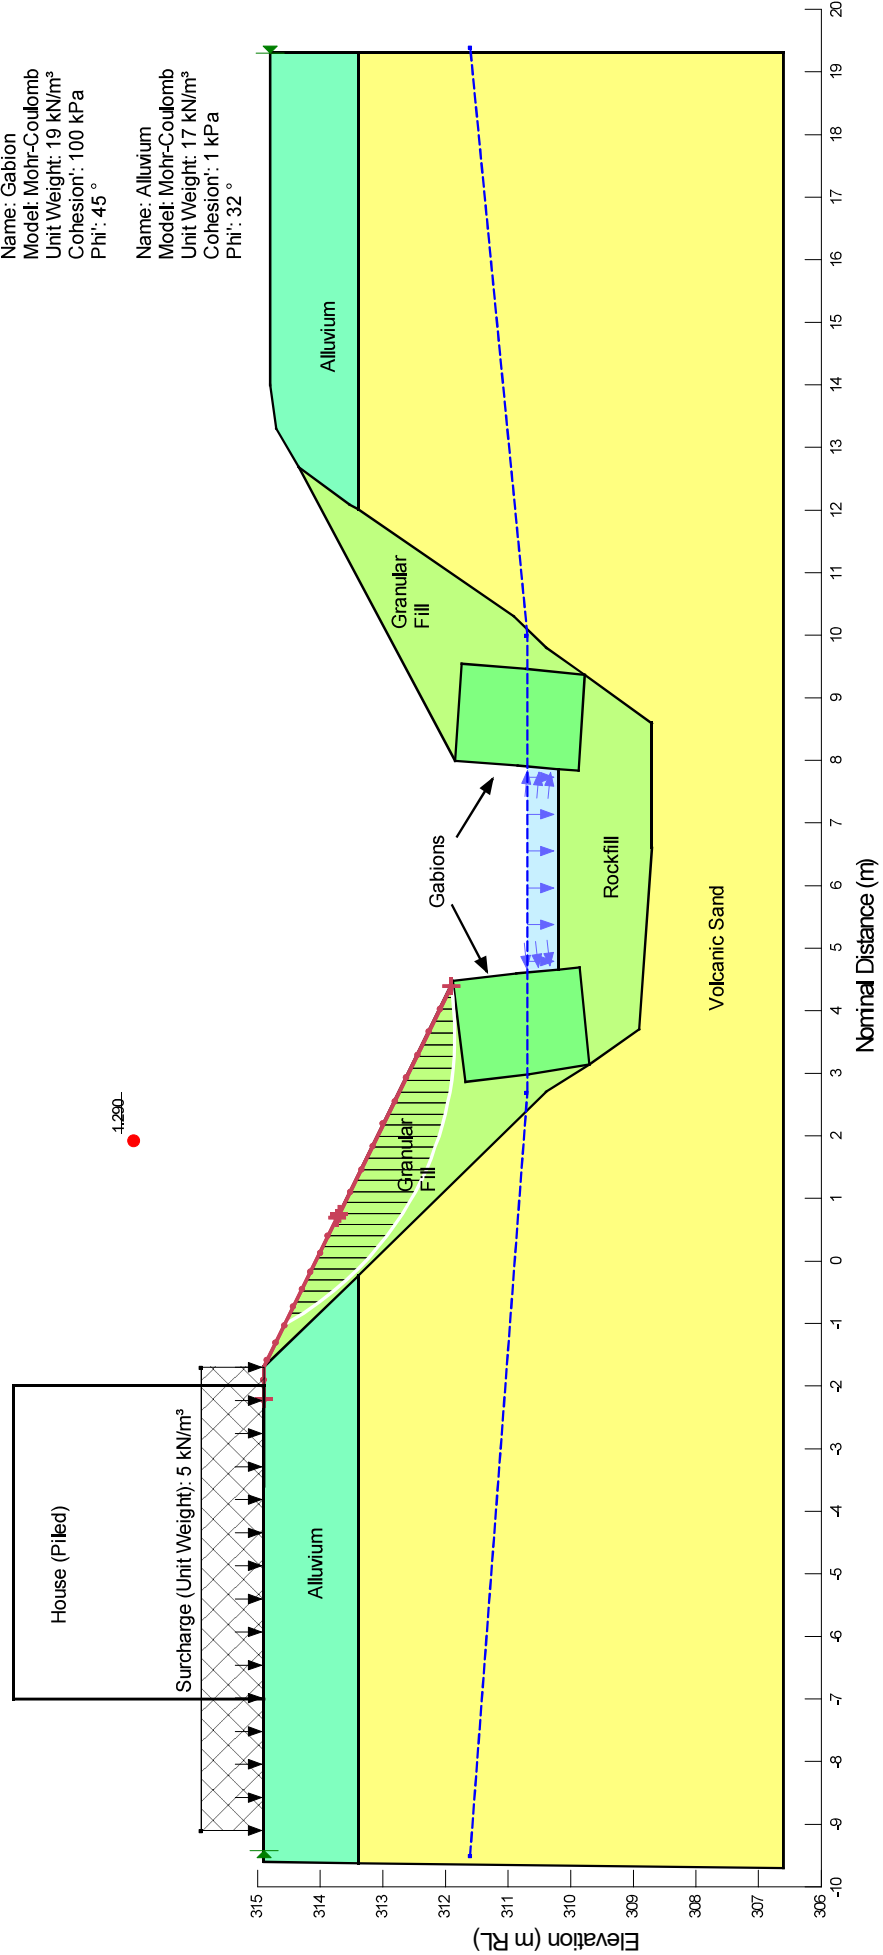 Name: Gabion
Model: Mohr-Coulomb
Unit Weight: 19 kN/m³
Cohesion': 100 kPa
Phi': 45 °
Name: Alluvium
Model: Mohr-Coulomb
Unit Weight: 17 kN/m³
Cohesion': 1 kPa
Phi': 32 °
1.290
House (Piled)
Surcharge (Unit Weight): 5 kN/m³
Alluvium
Granular
Fill
Gabions
Granular
Fill
Alluvium
Rockfill
Volcanic Sand
Elevation (m RL)
315
314
313
312
311
310
309
308
307
306
-10
-9
-8
-7
-6
-5
-4
-3
-2
-1
0
1
2
3
4
5
6
7
8
9
10
11
12
13
14
15
16
17
18
19
20
Nominal Distance (m)